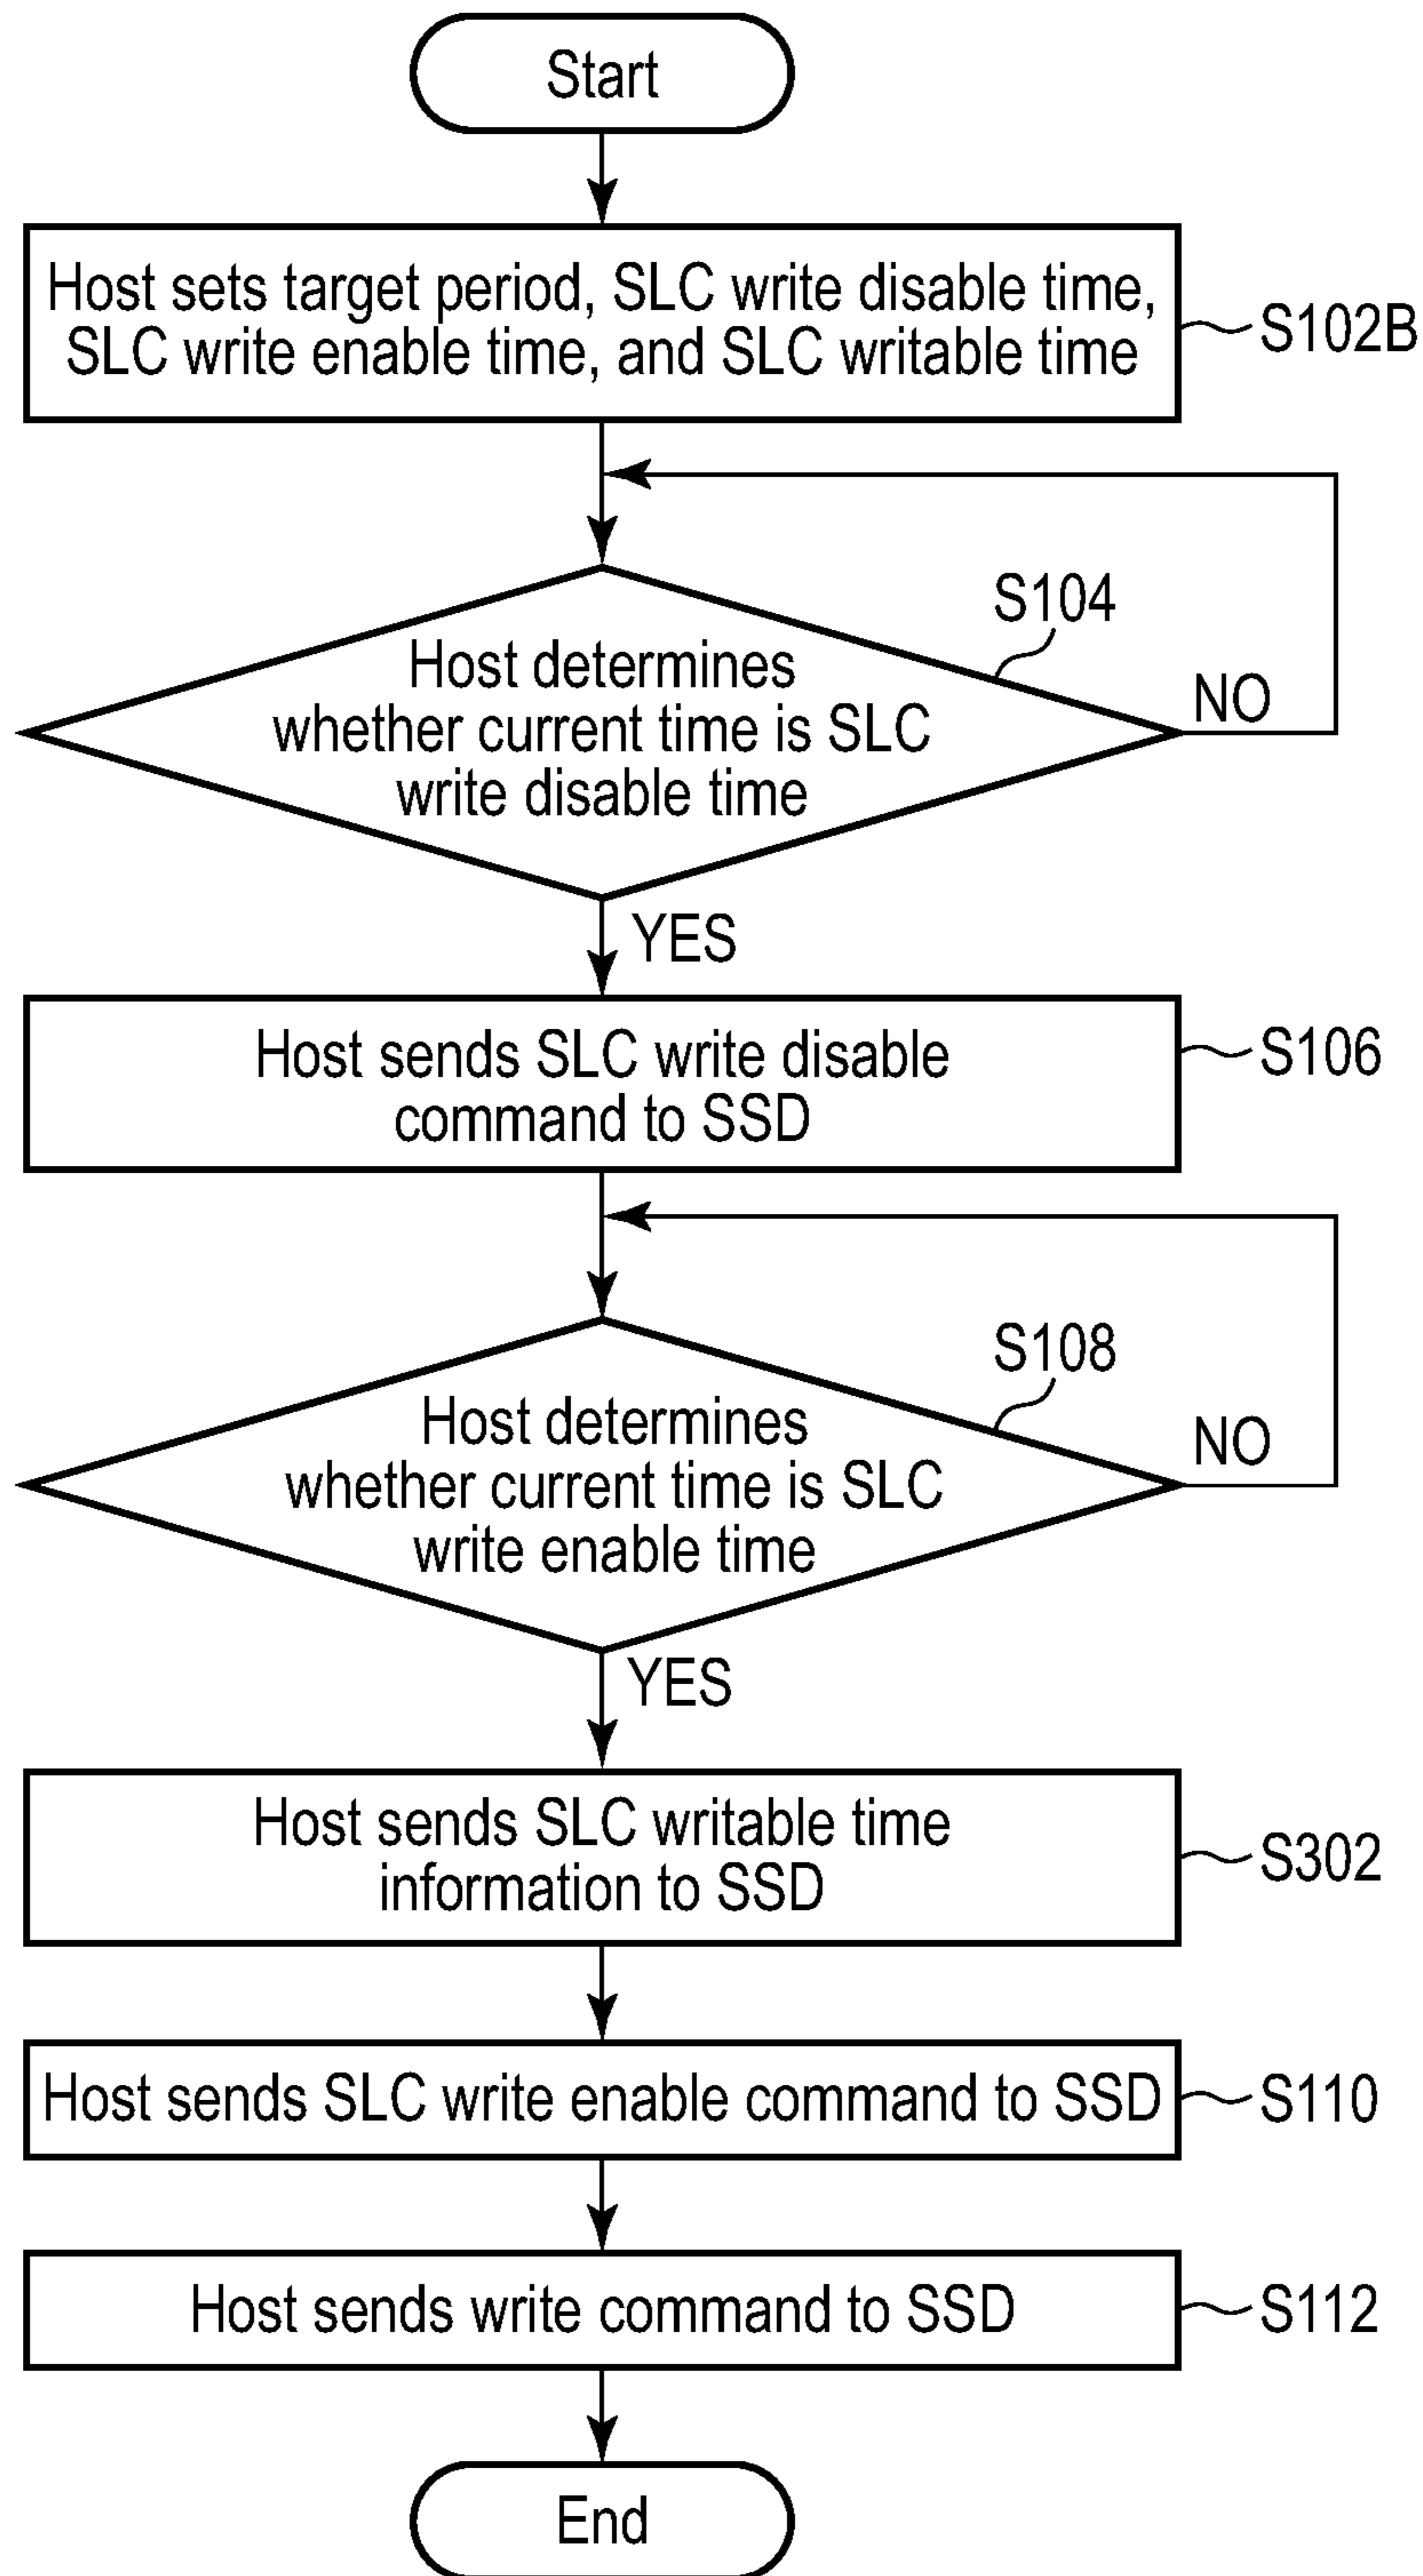 Start
Host sets target period, SLC write disable time,
SLC write enable time, and SLC writable time
S102B
S104
Host determines
whether current time is SLC
write disable time
NO
YES
Host sends SLC write disable
command to SSD
S106
S108
Host determines
whether current time is SLC
write enable time
NO
YES
Host sends SLC writable time
information to SSD
S302
Host sends SLC write enable command to SSD
S110
Host sends write command to SSD
S112
End